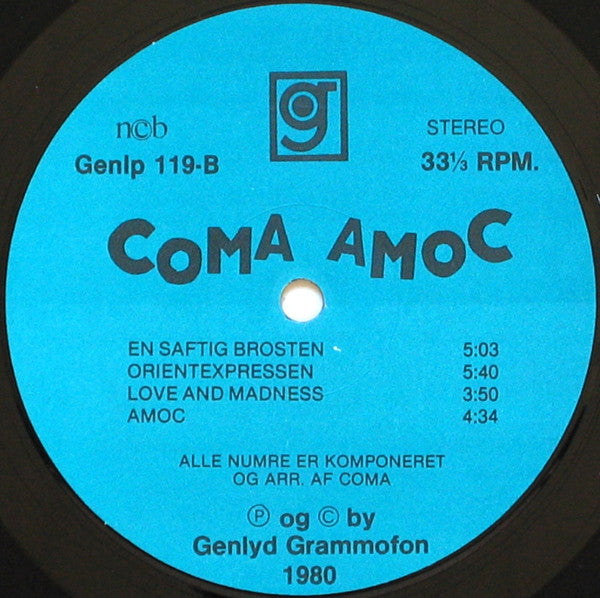 g
ncb STEREO
Genlp 119-B 33⅓ RPM.
COMA AMOC
EN SAFTIG BROSTEN 5:03
ORIENTEXPRESSEN 5:40
LOVE AND MADNESS 3:50
AMOC 4:34
ALLE NUMRE ER KOMPONERET
OG ARR. AF COMA
Ⓟ og © by
Genlyd Grammofon
1980